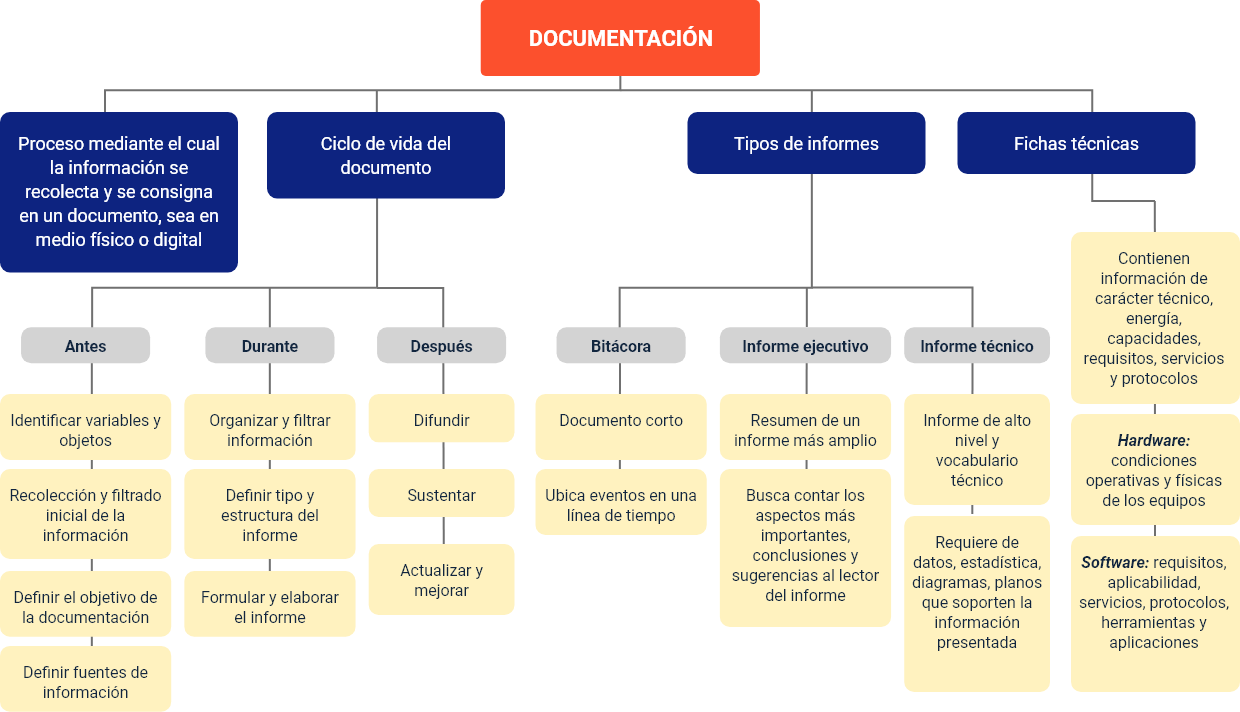 DOCUMENTACIÓN
Proceso mediante el cual
la información se
recolecta y se consigna
en un documento, sea en
medio físico o digital
Ciclo de vida del
documento
Tipos de informes
Fichas técnicas
Antes
Identificar variables y
objetos
Recolección y filtrado
inicial de la
información
Definir el objetivo de
la documentación
Definir fuentes de
información
Durante
Organizar y filtrar
información
Definir tipo y
estructura del
informe
Formular y elaborar
el informe
Después
Difundir
Sustentar
Actualizar y
mejorar
Bitácora
Documento corto
Ubica eventos en una
línea de tiempo
Informe ejecutivo
Resumen de un
informe más amplio
Busca contar los
aspectos más
importantes,
conclusiones y
sugerencias al lector
del informe
Informe técnico
Informe de alto
nivel y
vocabulario
técnico
Requiere de
datos, estadística,
diagramas, planos
que soporten la
información
presentada
Contienen
información de
carácter técnico,
energía,
capacidades,
requisitos, servicios
y protocolos
Hardware:
condiciones
operativas y físicas
de los equipos
Software: requisitos,
aplicabilidad,
servicios, protocolos,
herramientas y
aplicaciones